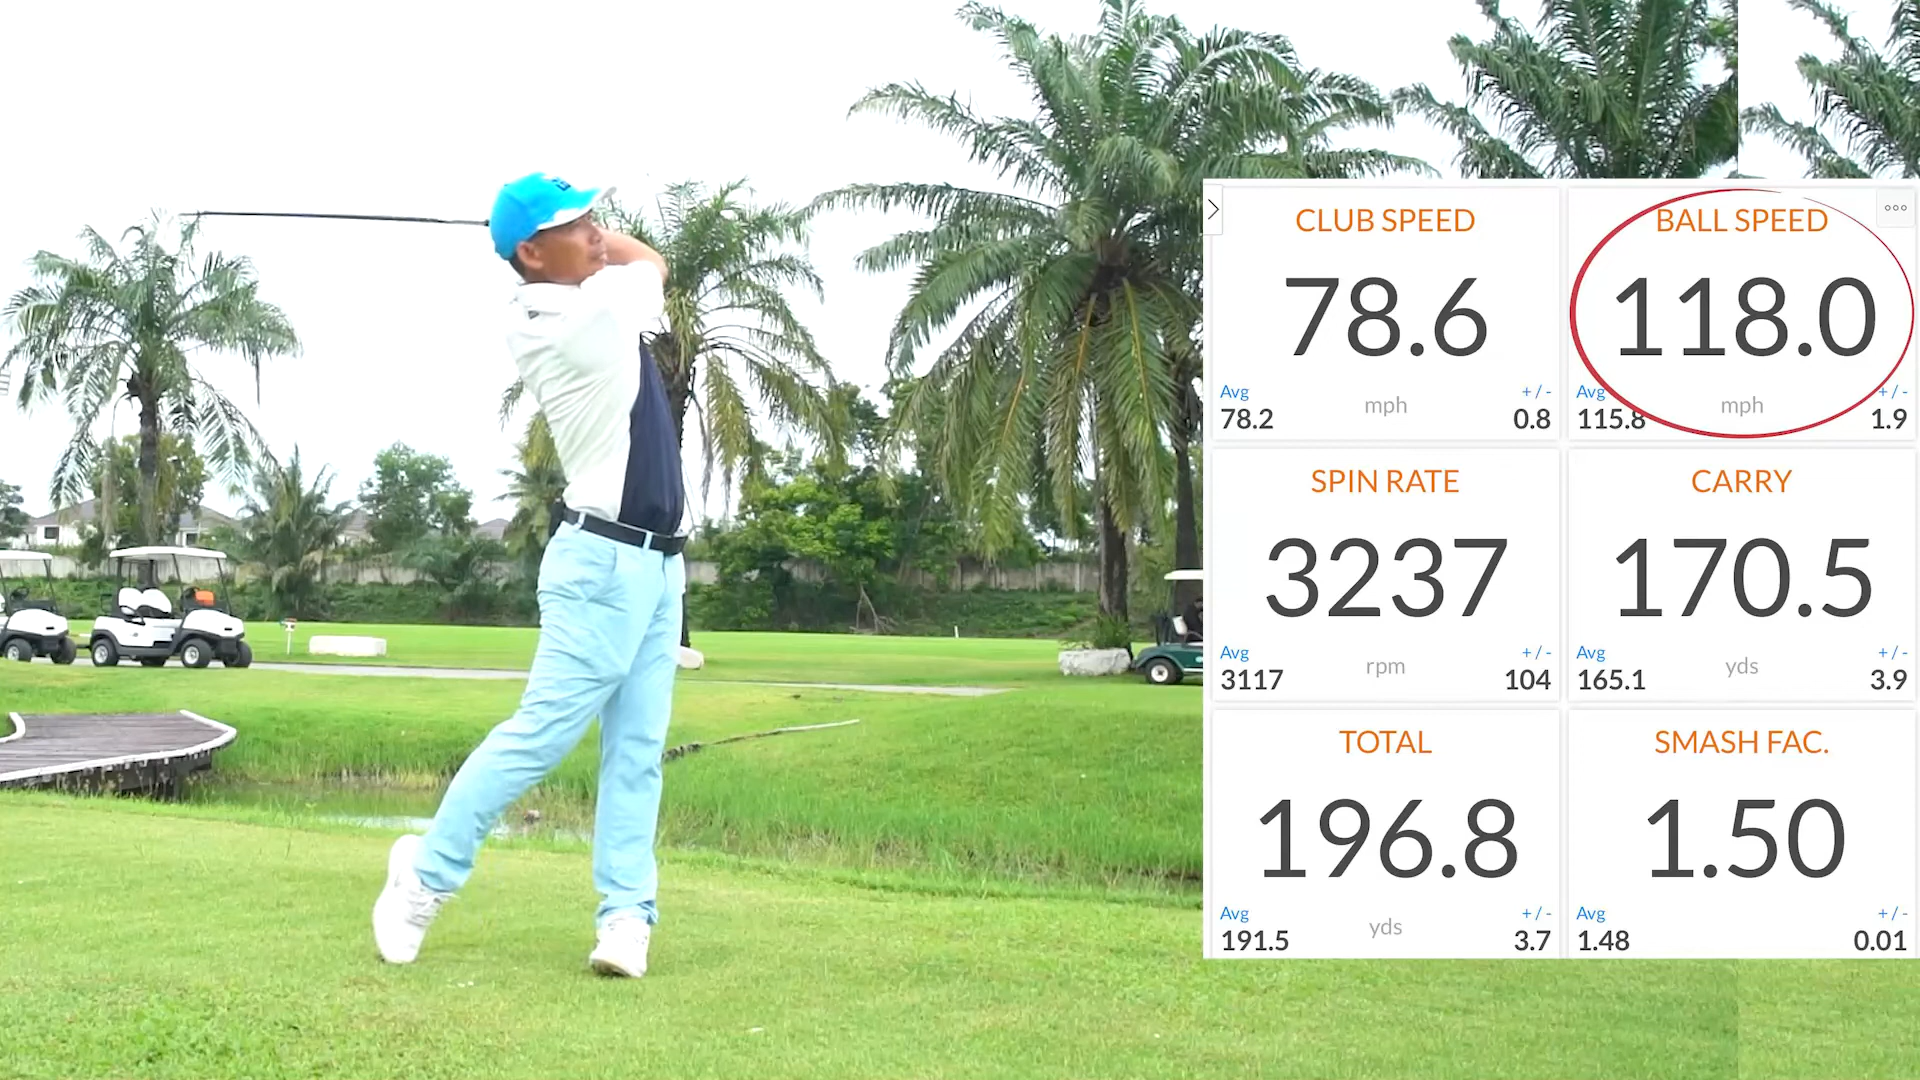 CLUB SPEED
78.6
mph
Avg
78.2
+ / -
0.8
BALL SPEED
118.0
mph
Avg
115.8
+ / -
1.9
SPIN RATE
3237
rpm
Avg
3117
+ / -
104
CARRY
170.5
yds
Avg
165.1
+ / -
3.9
TOTAL
196.8
yds
Avg
191.5
+ / -
3.7
SMASH FAC.
1.50
Avg
1.48
+ / -
0.01